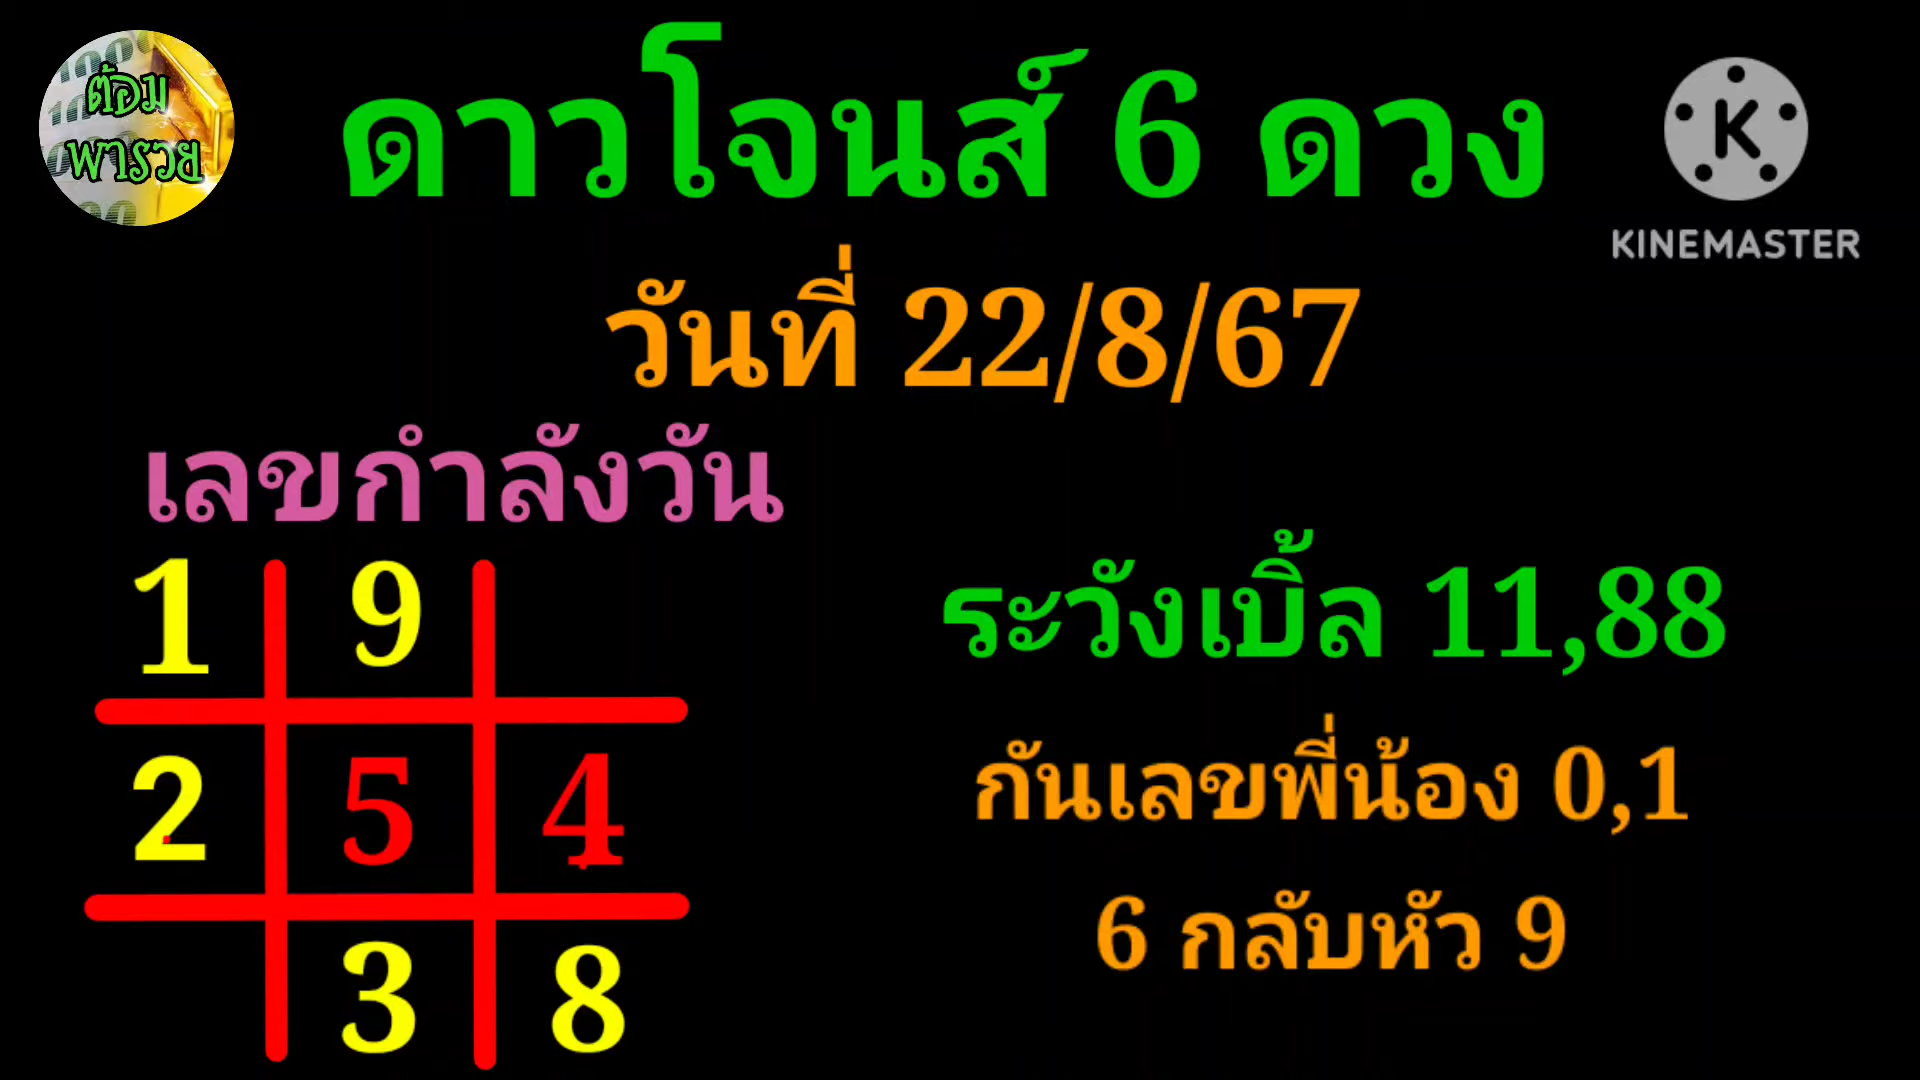 ต้อม
พารวย
ดาวโจนส์ 6 ดวง
KINEMASTER
วันที่ 22/8/67
เลขกำลังวัน
1 9
2 5 4
3 8
ระวังเบิ้ล 11,88
กันเลขพี่น้อง 0,1
6 กลับหัว 9